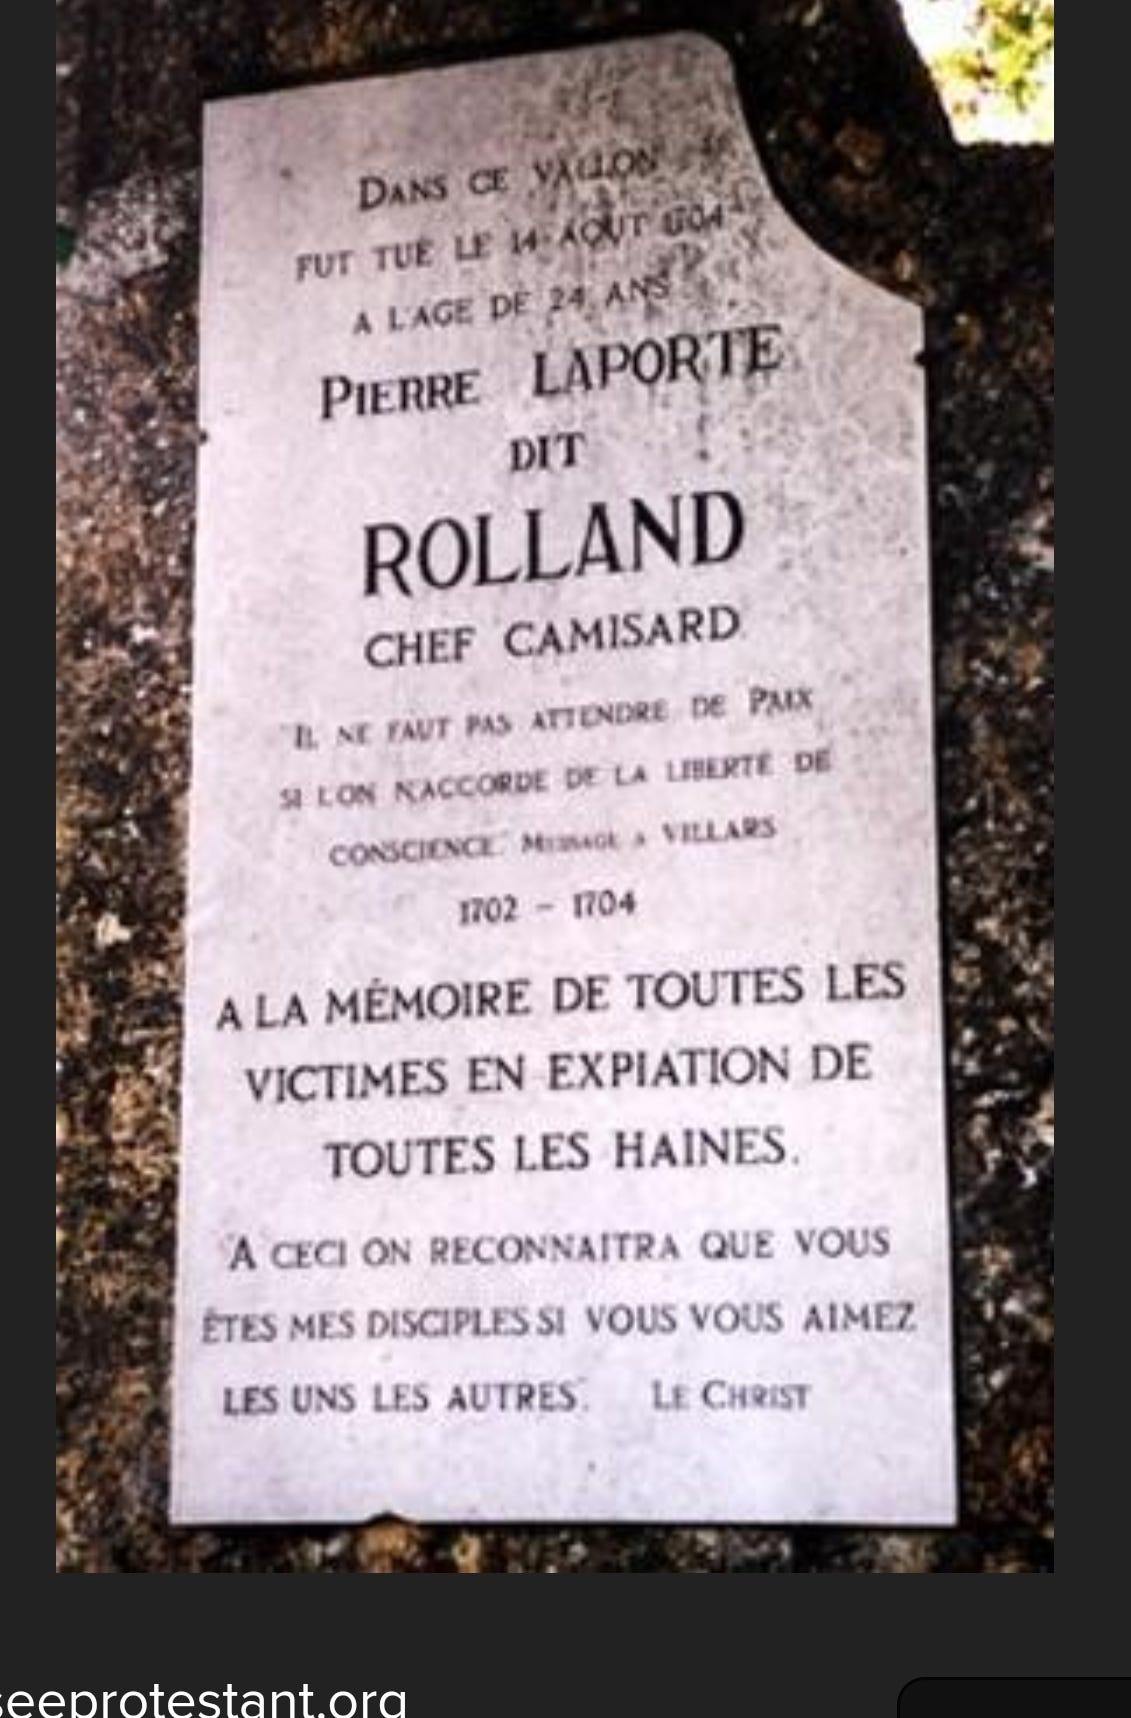 DANS CE VALLON
FUT TUÉ LE 14 AOÛT 1704
A L'AGE DE 24 ANS
PIERRE LAPORTE
DIT
ROLLAND
CHEF CAMISARD
"IL NE FAUT PAS ATTENDRE DE PAIX
SI L'ON N'ACCORDE DE LA LIBERTÉ DE
CONSCIENCE" MESSAGE A VILLARS
1702 - 1704
A LA MÉMOIRE DE TOUTES LES
VICTIMES EN EXPIATION DE
TOUTES LES HAINES.
"A CECI ON RECONNAITRA QUE VOUS
ÊTES MES DISCIPLES SI VOUS VOUS AIMEZ
LES UNS LES AUTRES". LE CHRIST
seeprotestant.org